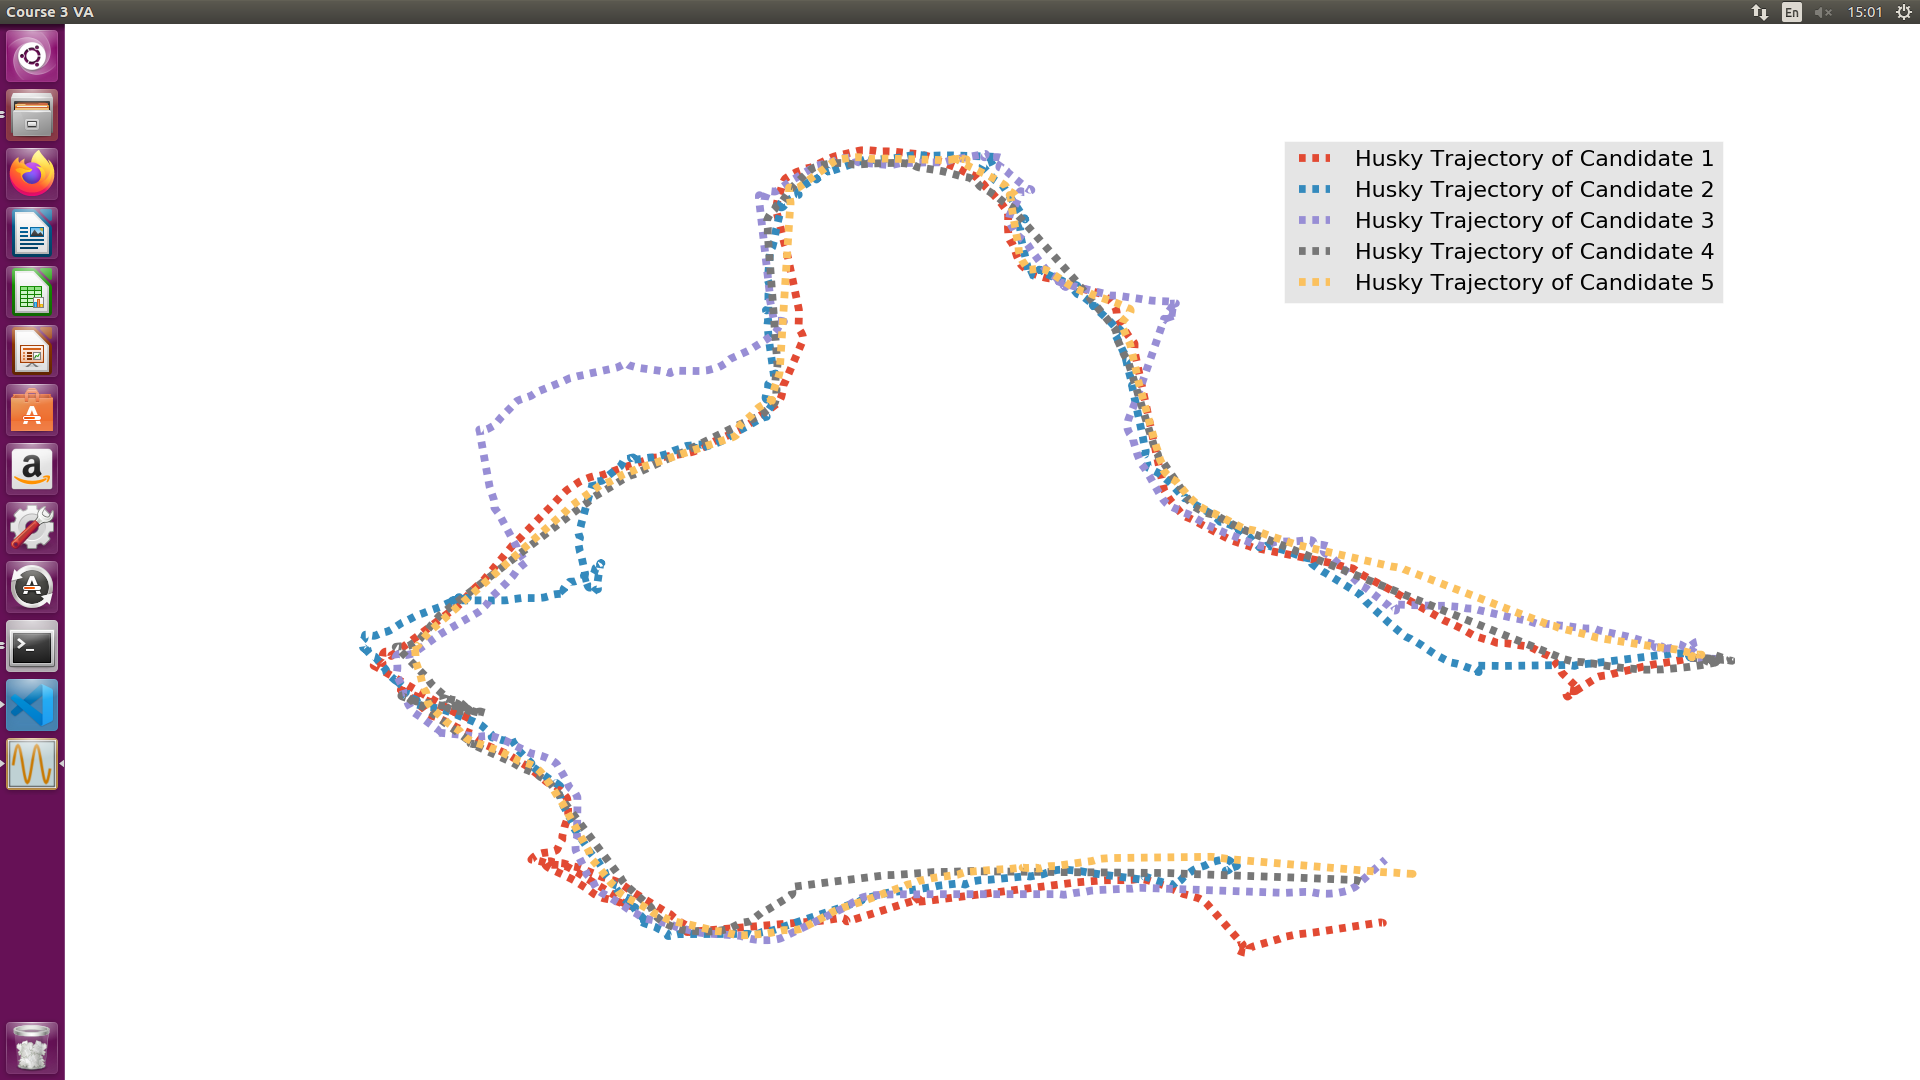 Course 3 VA
En
15:01
Husky Trajectory of Candidate 1
Husky Trajectory of Candidate 2
Husky Trajectory of Candidate 3
Husky Trajectory of Candidate 4
Husky Trajectory of Candidate 5